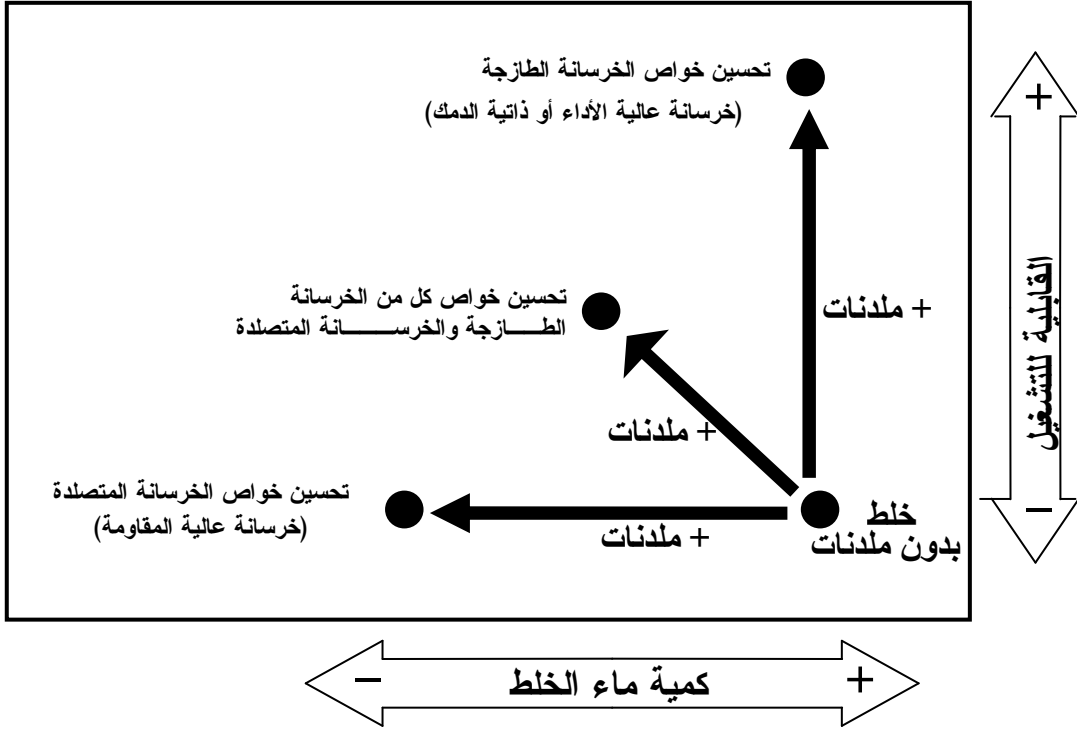 تحسين خواص الخرسانة الطازجة
(خرسانة عالية الأداء أو ذاتية الدمك)
+
القابلية للتشغيل
−
تحسين خواص كل من الخرسانة
الطـــازجة والخرســـــانة المتصلدة
+ ملدنات
+ ملدنات
تحسين خواص الخرسانة المتصلدة
(خرسانة عالية المقاومة)
+ ملدنات
خلط
بدون ملدنات
+ كمية ماء الخلط −